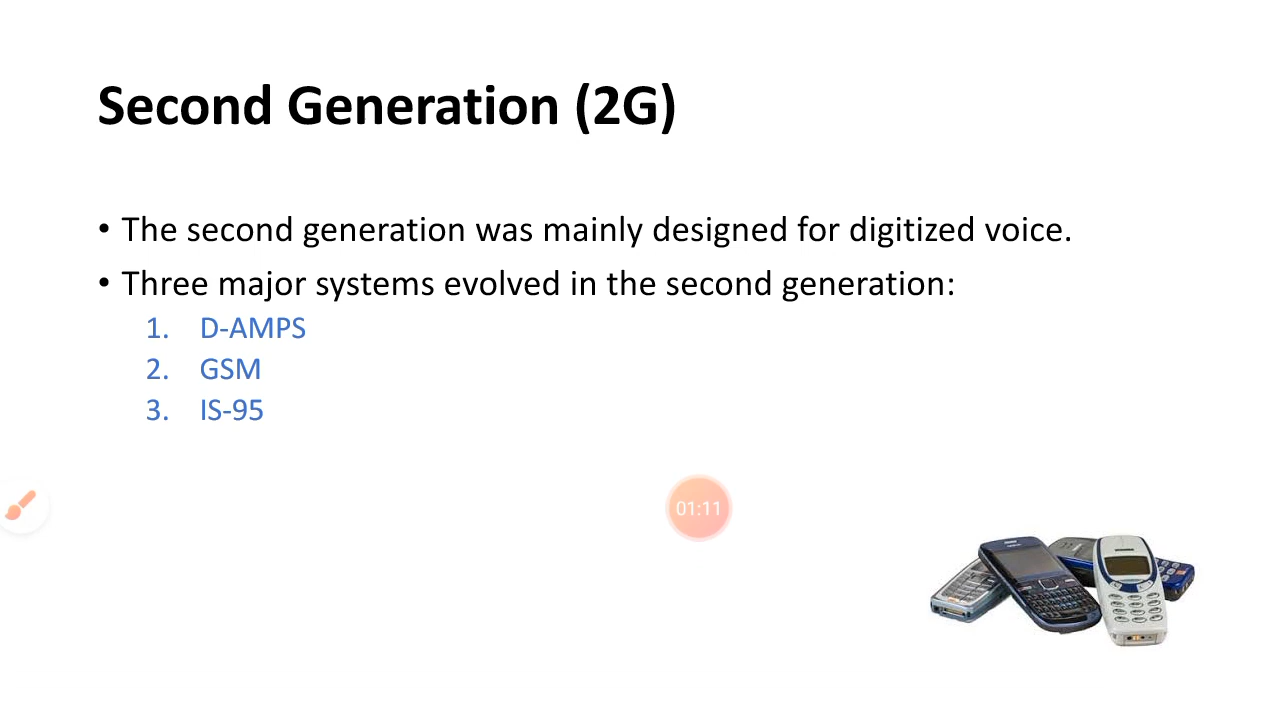 Second Generation (2G)
• The second generation was mainly designed for digitized voice.
• Three major systems evolved in the second generation:
1. D-AMPS
2. GSM
3. IS-95
01:11